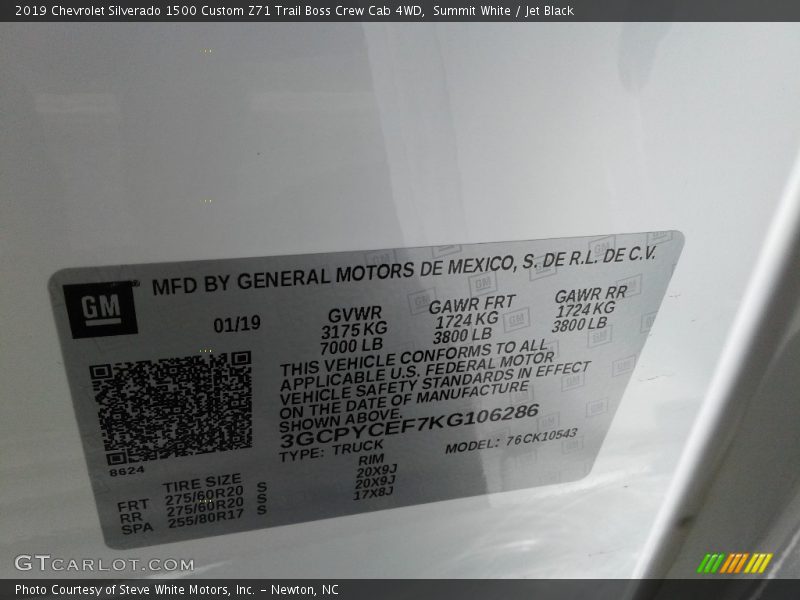 2019 Chevrolet Silverado 1500 Custom Z71 Trail Boss Crew Cab 4WD, Summit White / Jet Black
GM
MFD BY GENERAL MOTORS DE MEXICO, S. DE R.L. DE C.V.
01/19
GVWR GAWR FRT GAWR RR
3175 KG 1724 KG 1724 KG
7000 LB 3800 LB 3800 LB
THIS VEHICLE CONFORMS TO ALL
APPLICABLE U.S. FEDERAL MOTOR
VEHICLE SAFETY STANDARDS IN EFFECT
ON THE DATE OF MANUFACTURE
SHOWN ABOVE.
3GCPYCEF7KG106286
TYPE: TRUCK MODEL: 76CK10543
8624
TIRE SIZE RIM
FRT 275/60R20 S 20X9J
RR 275/60R20 S 20X9J
SPA 255/80R17 S 17X8J
GTCARLOT.COM
Photo Courtesy of Steve White Motors, Inc. - Newton, NC